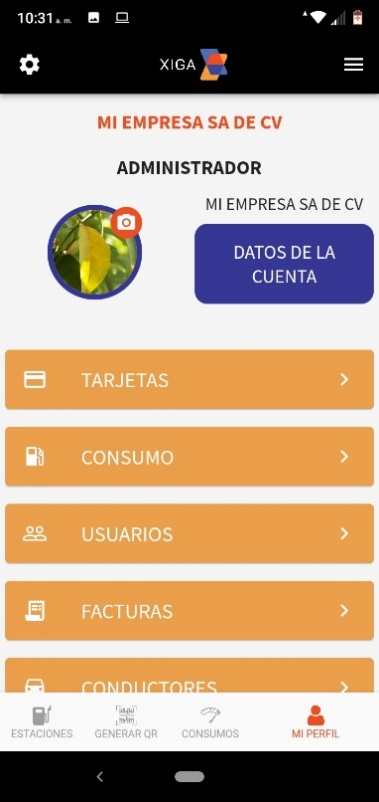 10:31 a. m.
XIGA
MI EMPRESA SA DE CV
ADMINISTRADOR
MI EMPRESA SA DE CV
DATOS DE LA
CUENTA
TARJETAS
CONSUMO
USUARIOS
FACTURAS
CONDUCTORES
ESTACIONES GENERAR QR CONSUMOS MI PERFIL